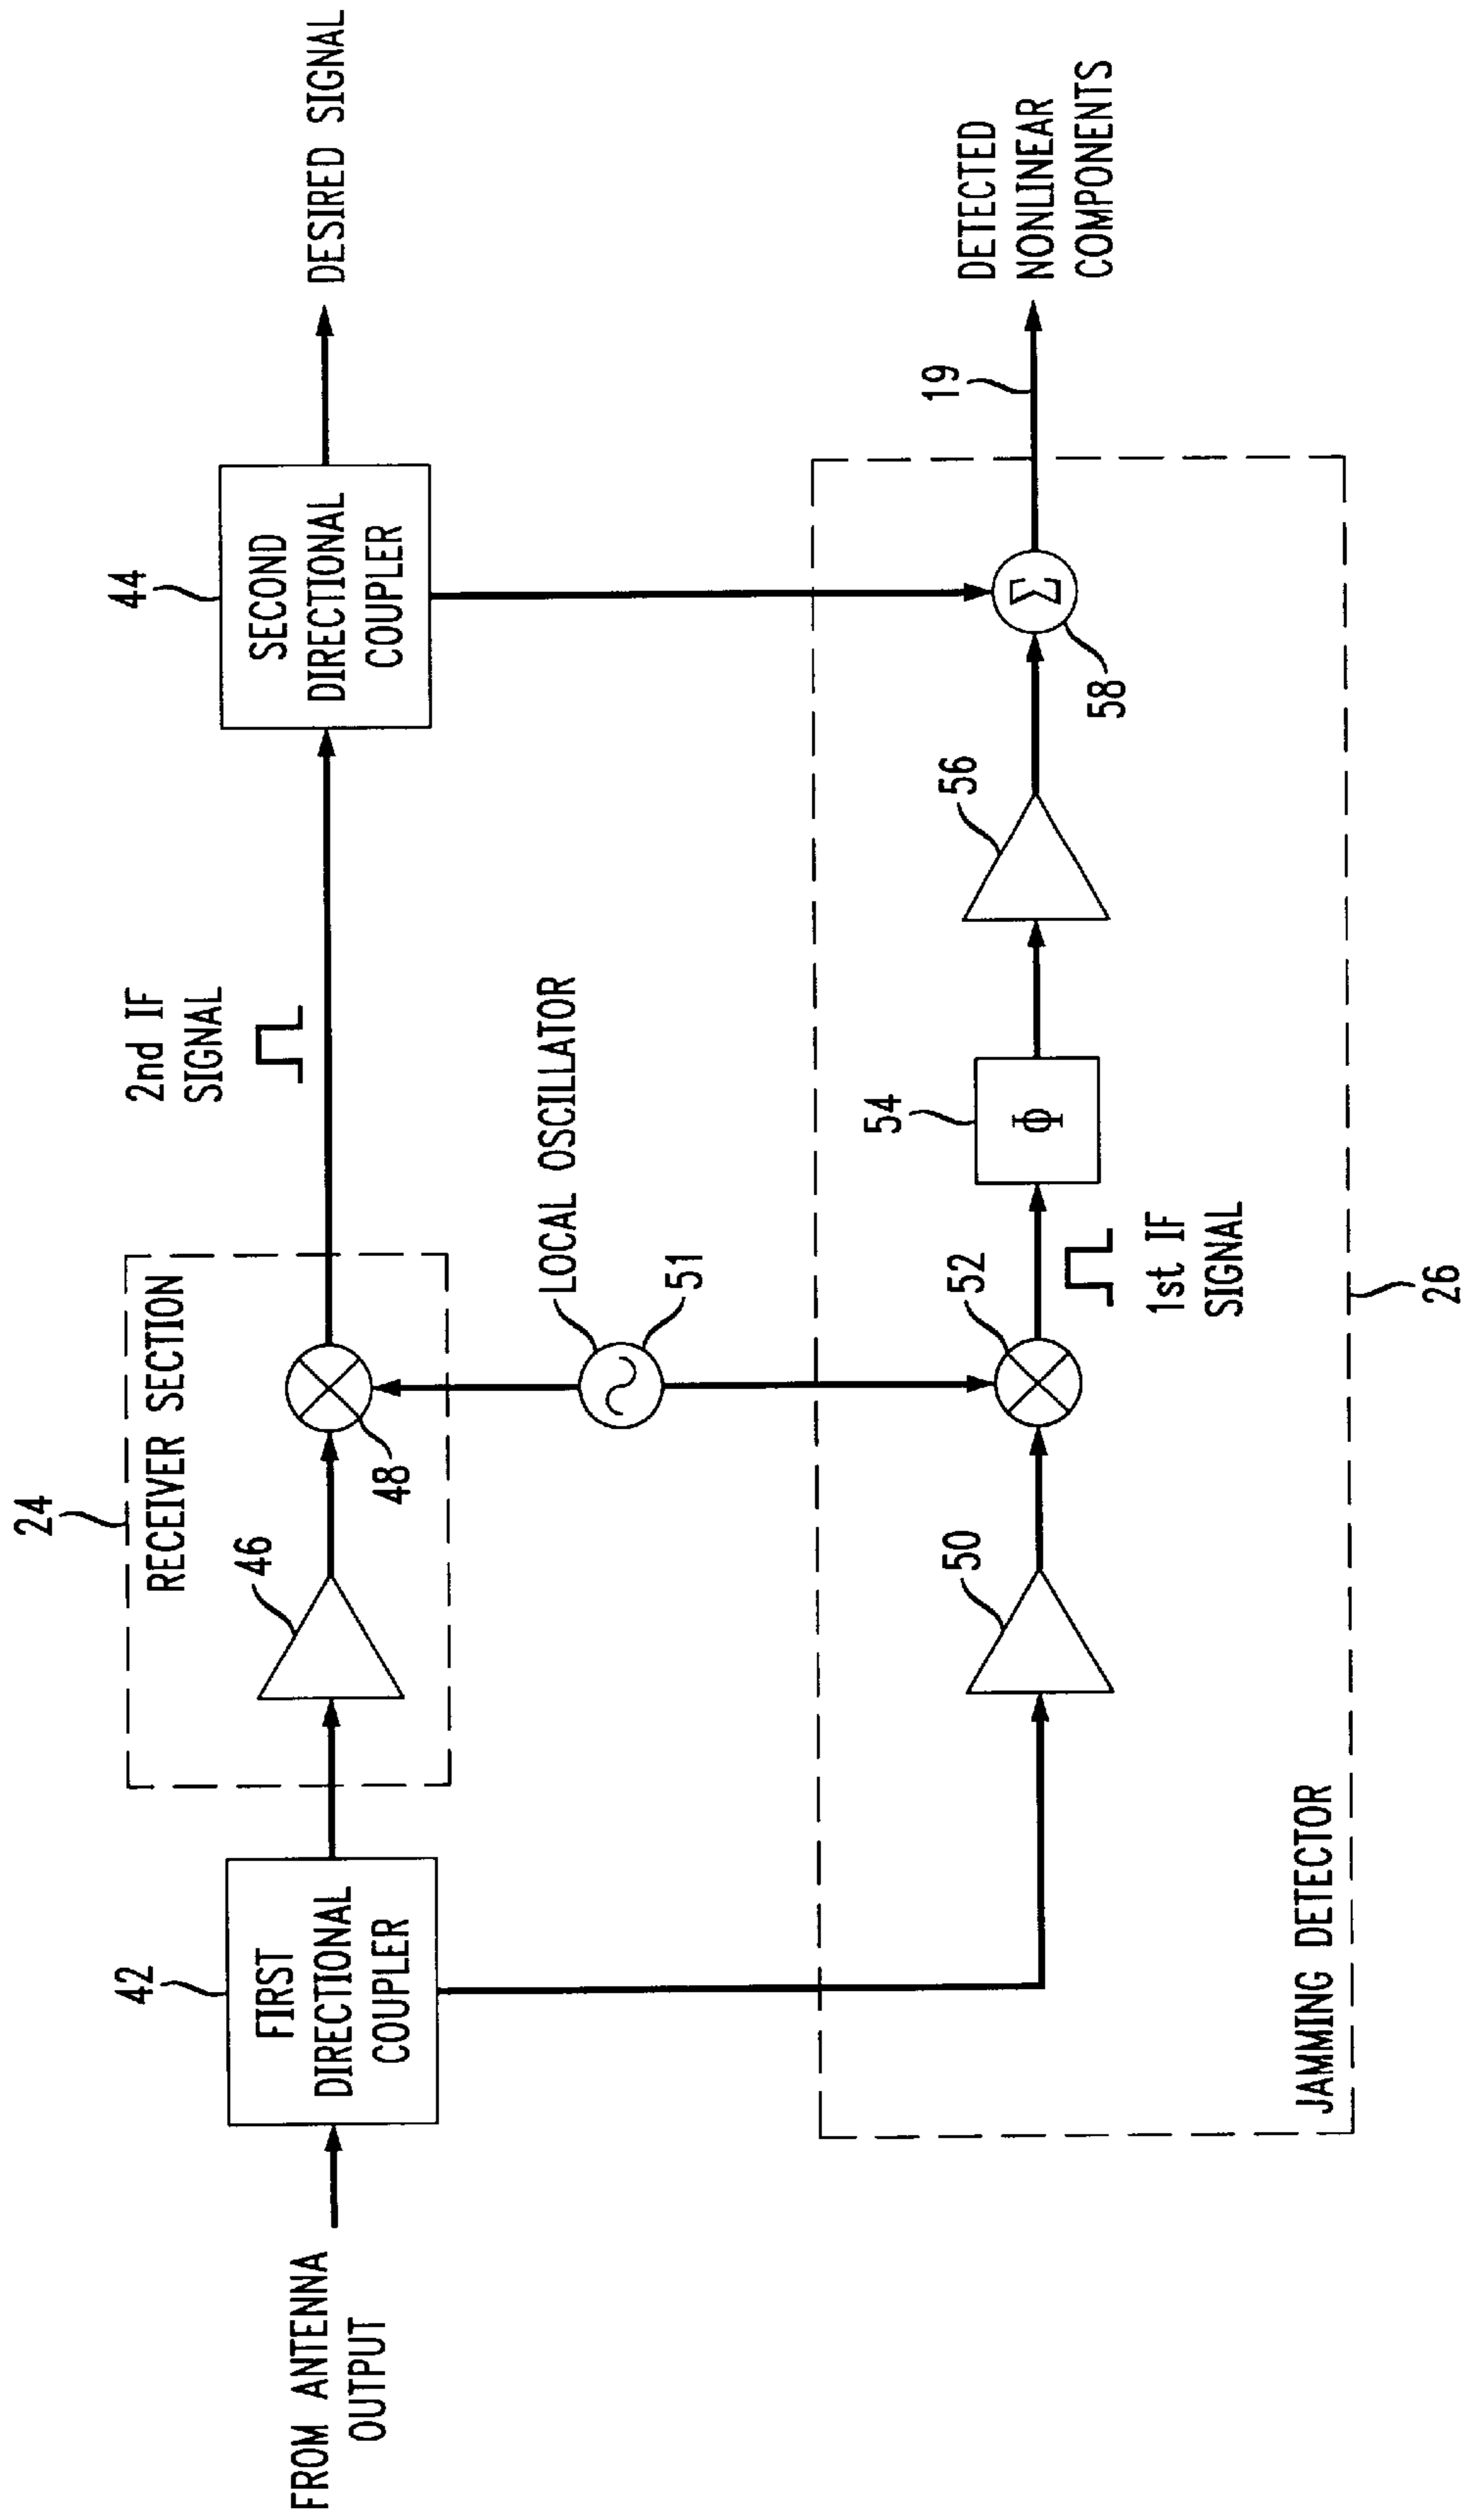 FROM ANTENNA
OUTPUT
42
FIRST
DIRECTIONAL
COUPLER
24
RECEIVER SECTION
46
48
2nd IF
SIGNAL
44
SECOND
DIRECTIONAL
COUPLER
DESIRED SIGNAL
LOCAL OSCILLATOR
51
JAMMING DETECTOR
50
52
1st IF
SIGNAL
54
Φ
56
Σ
58
19
DETECTED
NONLINEAR
COMPONENTS
26